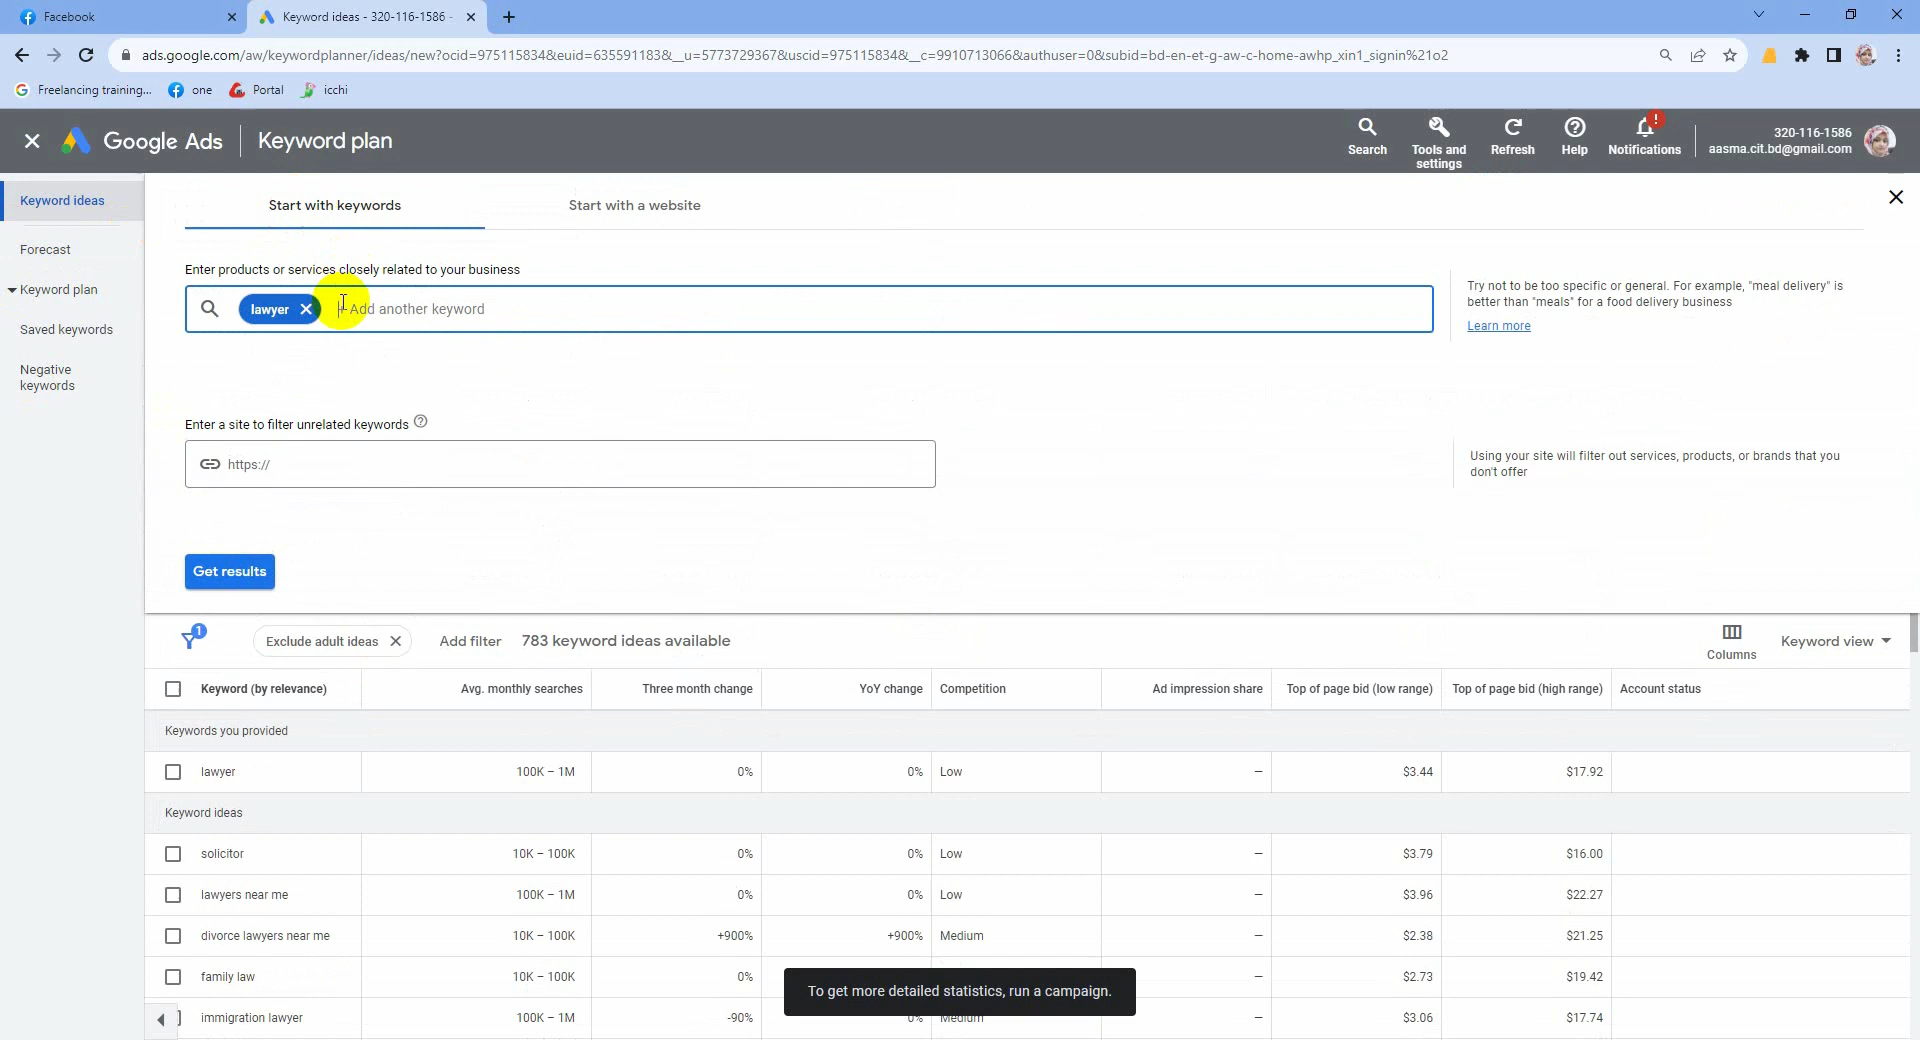 Facebook
Keyword ideas - 320-116-1586 -
ads.google.com/aw/keywordplanner/ideas/new?ocid=975115834&euid=635591183&__u=5773729367&uscid=975115834&__c=9910713066&authuser=0&subid=bd-en-et-g-aw-c-home-awhp_xin1_signin%21o2
Freelancing training... one Portal icchi
Google Ads Keyword plan
Search Tools and settings Refresh Help Notifications
320-116-1586
aasma.cit.bd@gmail.com
Keyword ideas
Forecast
Keyword plan
Saved keywords
Negative
keywords
Start with keywords Start with a website
Enter products or services closely related to your business
lawyer Add another keyword
Try not to be too specific or general. For example, "meal delivery" is
better than "meals" for a food delivery business
Learn more
Enter a site to filter unrelated keywords
https://
Using your site will filter out services, products, or brands that you
don't offer
Get results
1
Exclude adult ideas Add filter 783 keyword ideas available
Columns
Keyword view
Keyword (by relevance) Avg. monthly searches Three month change YoY change Competition Ad impression share Top of page bid (low range) Top of page bid (high range) Account status
Keywords you provided
lawyer 100K – 1M 0% 0% Low – $3.44 $17.92
Keyword ideas
solicitor 10K – 100K 0% 0% Low – $3.79 $16.00
lawyers near me 100K – 1M 0% 0% Low – $3.96 $22.27
divorce lawyers near me 10K – 100K +900% +900% Medium – $2.38 $21.25
family law 10K – 100K 0% – $2.73 $19.42
To get more detailed statistics, run a campaign.
immigration lawyer 100K – 1M -90% 0% Medium – $3.06 $17.74